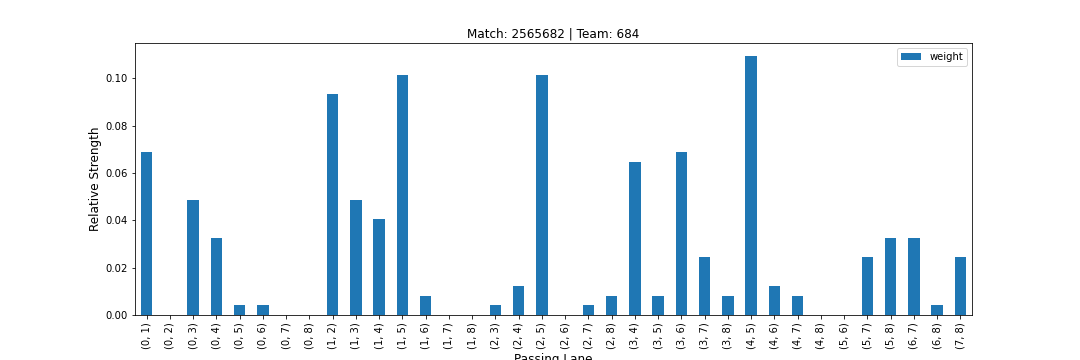 Match: 2565682 | Team: 684
weight
Relative Strength
0.10
0.08
0.06
0.04
0.02
0.00
(0, 1) (0, 2) (0, 3) (0, 4) (0, 5) (0, 6) (0, 7) (0, 8) (1, 2) (1, 3) (1, 4) (1, 5) (1, 6) (1, 7) (1, 8) (2, 3) (2, 4) (2, 5) (2, 6) (2, 7) (2, 8) (3, 4) (3, 5) (3, 6) (3, 7) (3, 8) (4, 5) (4, 6) (4, 7) (4, 8) (5, 6) (5, 7) (5, 8) (6, 7) (6, 8) (7, 8)
Passing Lane